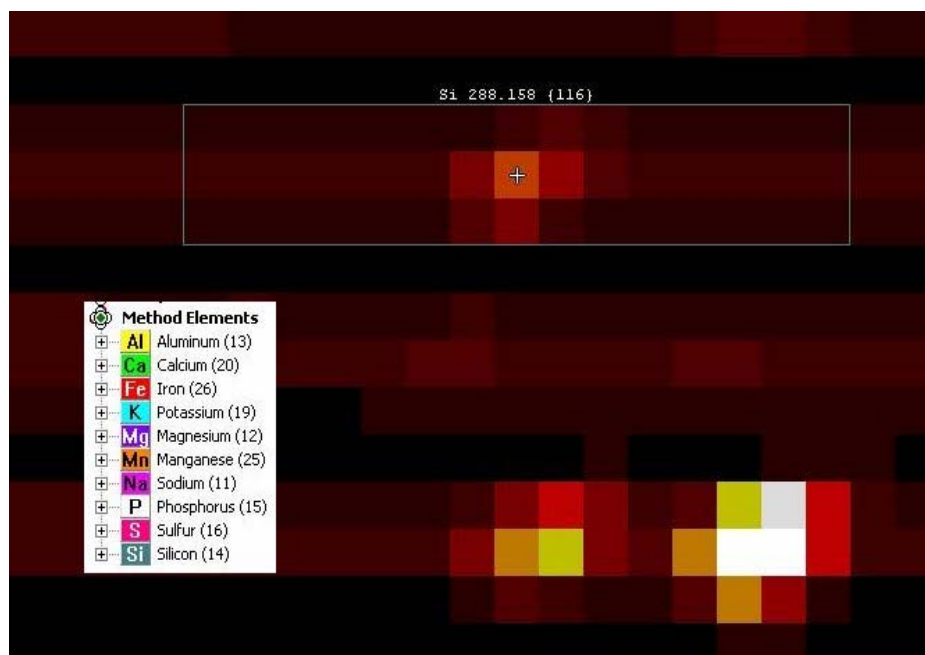 Si 288.158 {116}
Method Elements
Al Aluminum (13)
Ca Calcium (20)
Fe Iron (26)
K Potassium (19)
Mg Magnesium (12)
Mn Manganese (25)
Na Sodium (11)
P Phosphorus (15)
S Sulfur (16)
Si Silicon (14)